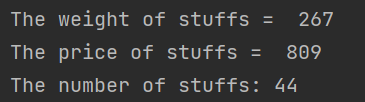 The weight of stuffs =  267
The price of stuffs =  809
The number of stuffs: 44